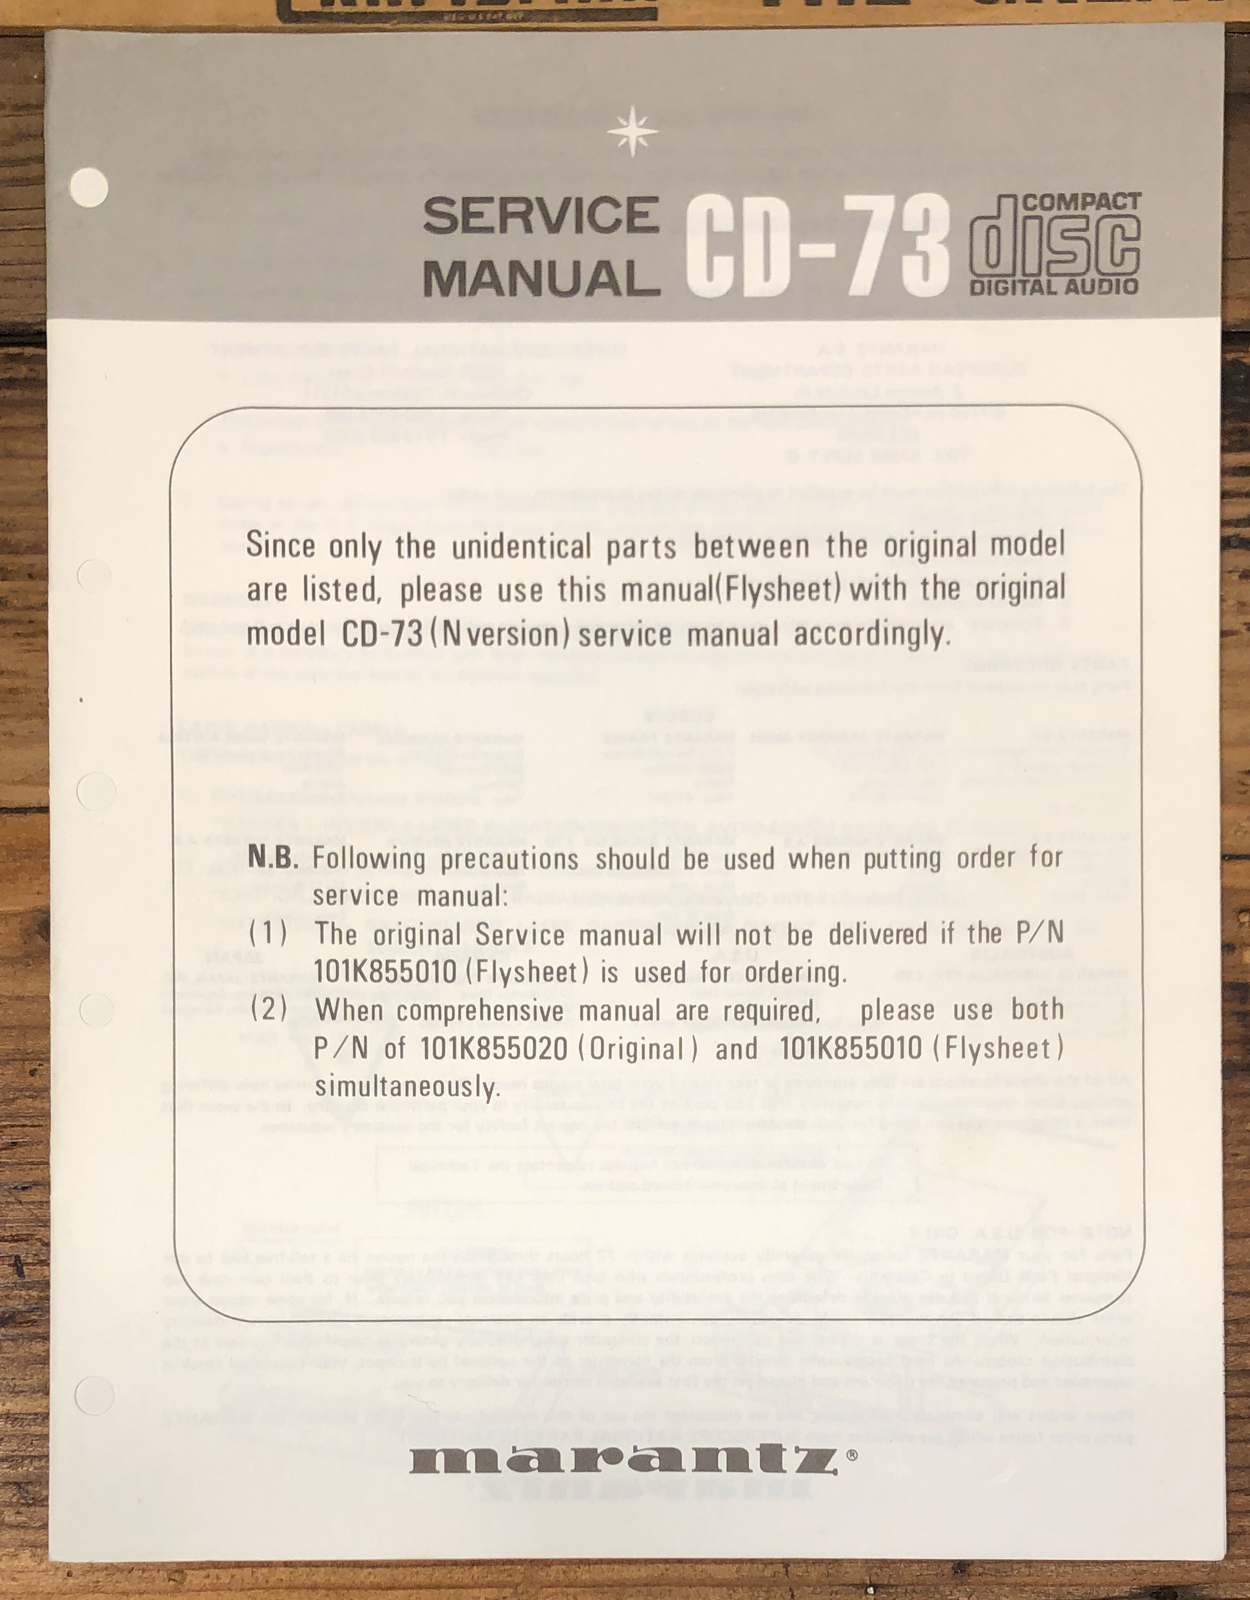 SERVICE
MANUAL
CD-73
COMPACT
disc
DIGITAL AUDIO
Since only the unidentical parts between the original model
are listed, please use this manual(Flysheet) with the original
model CD-73 (N version) service manual accordingly.
N.B. Following precautions should be used when putting order for
service manual:
(1) The original Service manual will not be delivered if the P/N
101K855010 (Flysheet) is used for ordering.
(2) When comprehensive manual are required, please use both
P/N of 101K855020 (Original) and 101K855010 (Flysheet)
simultaneously.
marantz®